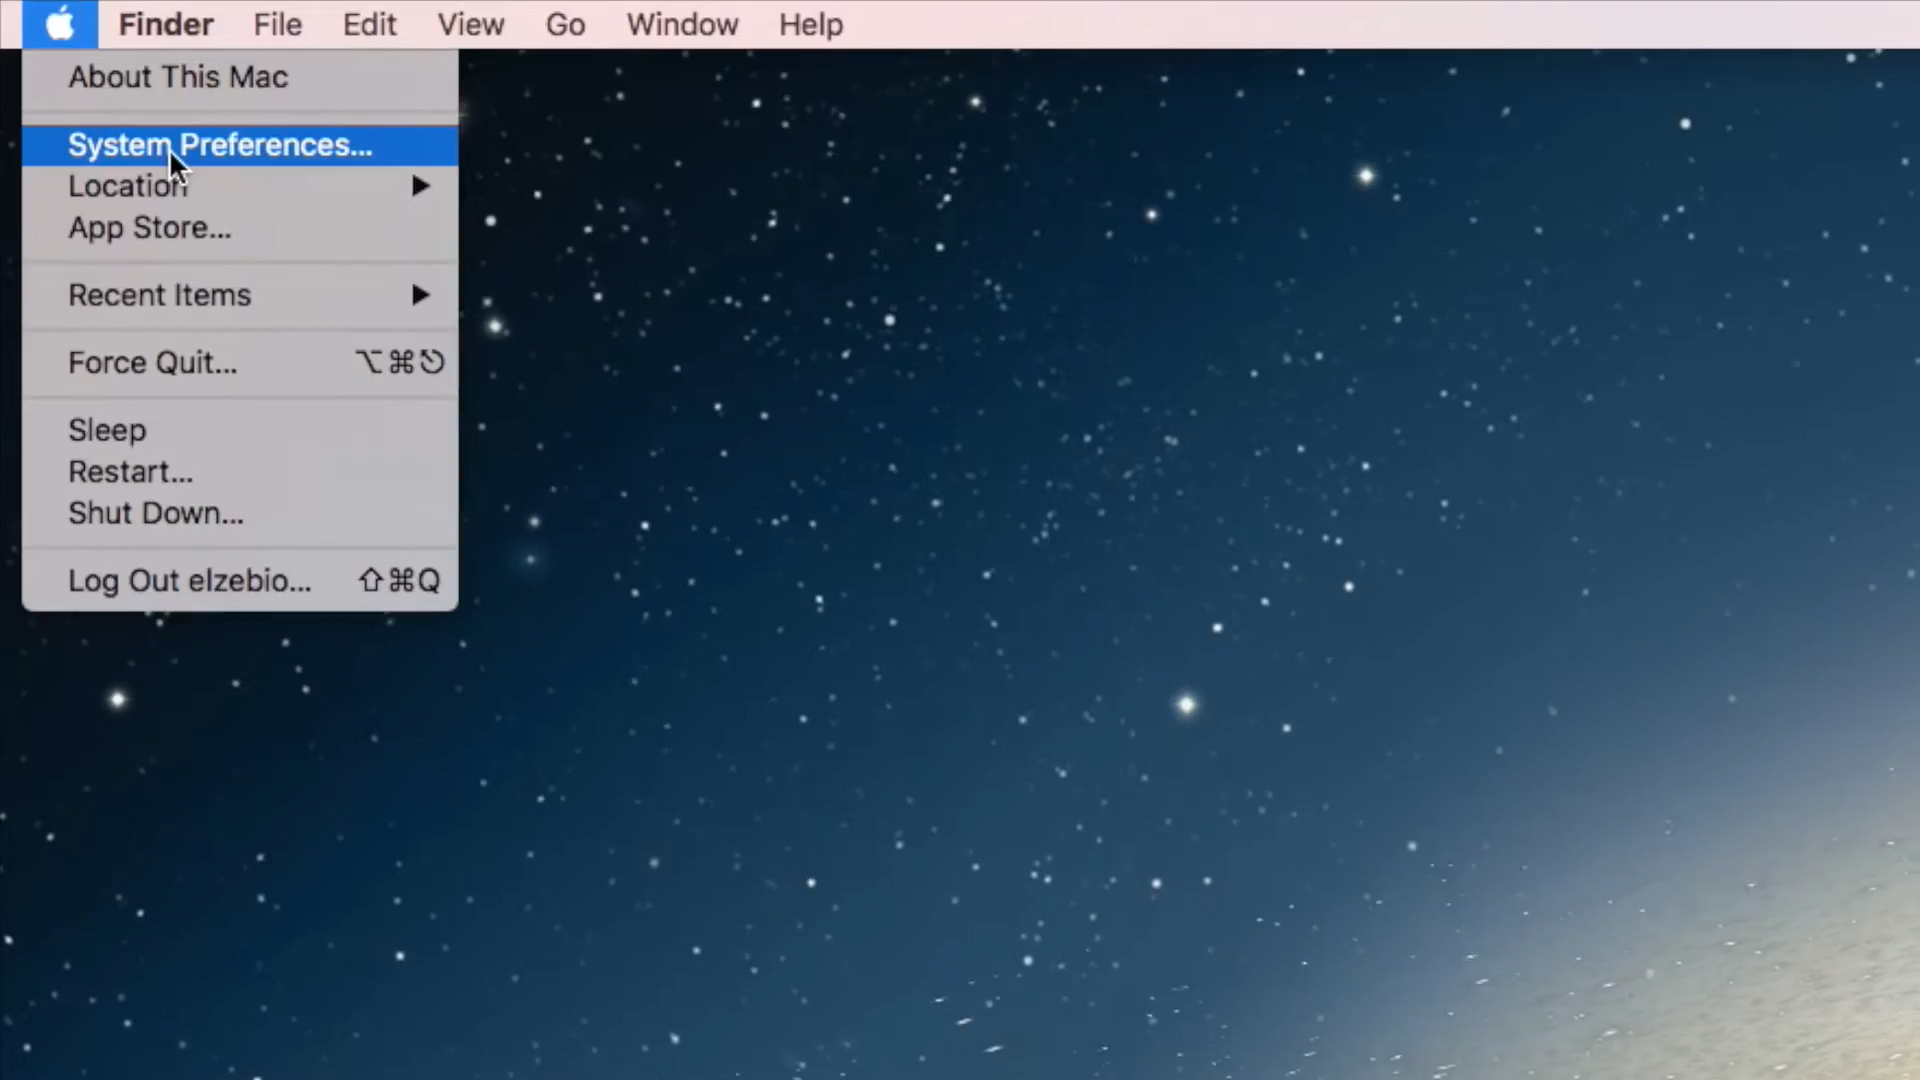 Finder File Edit View Go Window Help
About This Mac
System Preferences...
Location ▶
App Store...
Recent Items ▶
Force Quit... ⌥⌘⎋
Sleep
Restart...
Shut Down...
Log Out elzebio... ⇧⌘Q